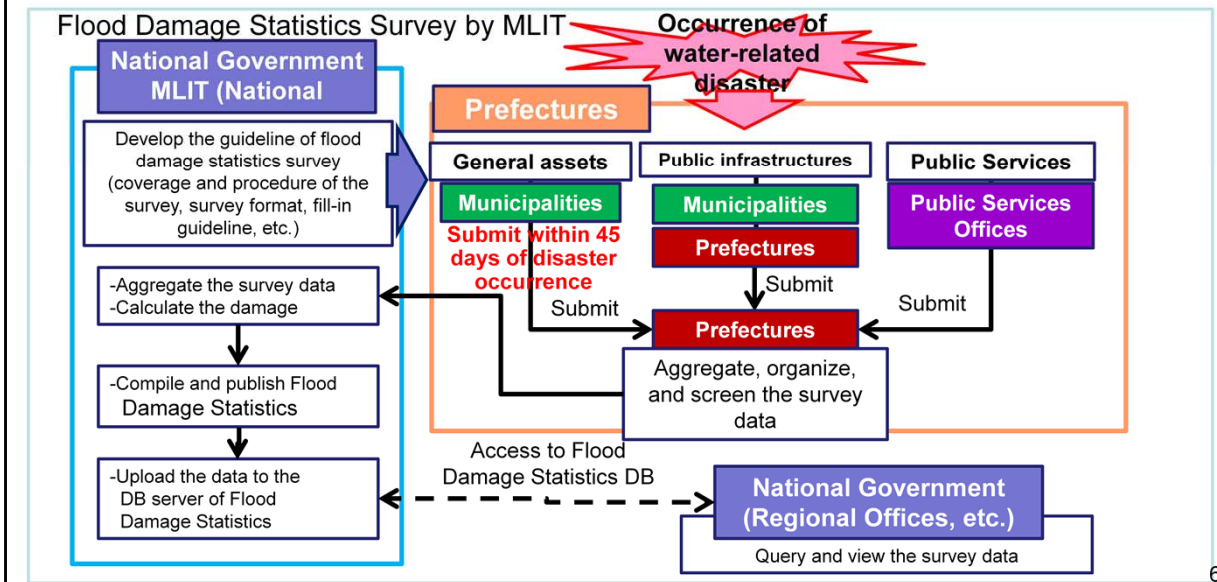 Flood Damage Statistics Survey by MLIT
Occurrence of
water-related
disaster
National Government
MLIT (National
Develop the guideline of flood
damage statistics survey
(coverage and procedure of the
survey, survey format, fill-in
guideline, etc.)
-Aggregate the survey data
-Calculate the damage
-Compile and publish Flood
Damage Statistics
-Upload the data to the
DB server of Flood
Damage Statistics
Prefectures
General assets
Municipalities
Submit within 45
days of disaster
occurrence
Submit
Public infrastructures
Municipalities
Prefectures
Submit
Public Services
Public Services
Offices
Submit
Prefectures
Aggregate, organize,
and screen the survey
data
Access to Flood
Damage Statistics DB
National Government
(Regional Offices, etc.)
Query and view the survey data
6